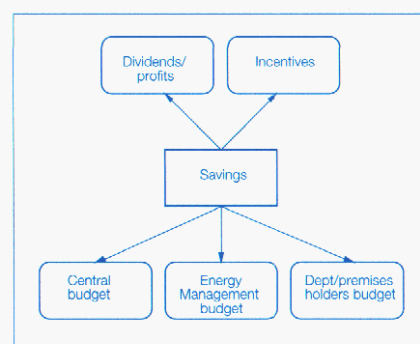 Dividends/
profits
Incentives
Savings
Central
budget
Energy
Management
budget
Dept/premises
holders budget